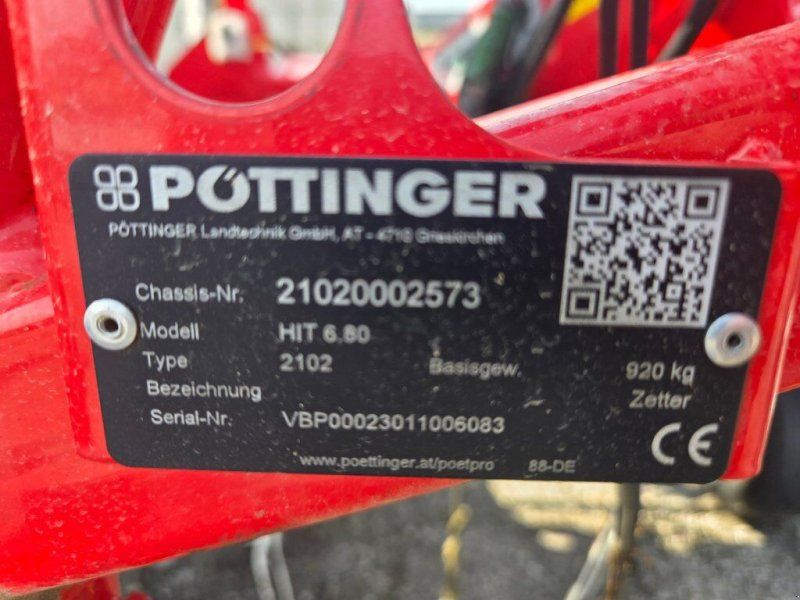 PÖTTINGER
PÖTTINGER Landtechnik GmbH, AT - 4710 Grieskirchen
Chassis-Nr. 21020002573
Modell HIT 6.80
Type 2102 Basisgew. 920 kg
Bezeichnung Zetter
Serial-Nr. VBP00023011006083
CE
www.poettinger.at/poetpro 88-DE